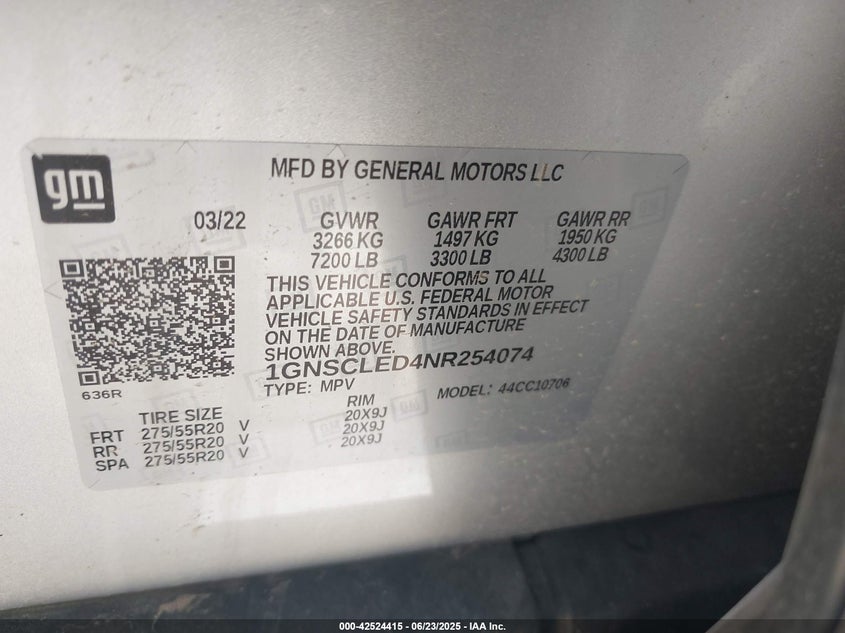 gm
MFD BY GENERAL MOTORS LLC
03/22 GVWR GAWR FRT GAWR RR
3266 KG 1497 KG 1950 KG
7200 LB 3300 LB 4300 LB
THIS VEHICLE CONFORMS TO ALL
APPLICABLE U.S. FEDERAL MOTOR
VEHICLE SAFETY STANDARDS IN EFFECT
ON THE DATE OF MANUFACTURE
SHOWN ABOVE.
1GNSCLED4NR254074
TYPE: MPV MODEL: 44CC10706
636R
TIRE SIZE RIM
FRT 275/55R20 V 20X9J
RR 275/55R20 V 20X9J
SPA 275/55R20 V 20X9J
000-42524415 - 06/23/2025 - IAA Inc.